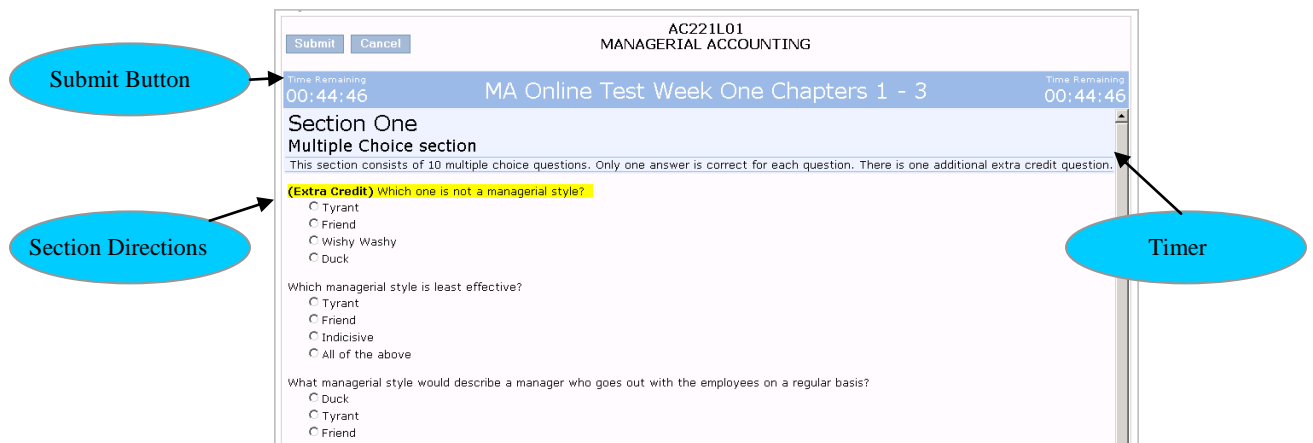 AC221L01
Submit Cancel MANAGERIAL ACCOUNTING
Submit Button
Time Remaining Time Remaining
00:44:46 MA Online Test Week One Chapters 1 - 3 00:44:46
Section One
Multiple Choice section
This section consists of 10 multiple choice questions. Only one answer is correct for each question. There is one additional extra credit question.
(Extra Credit) Which one is not a managerial style?
Tyrant
Friend
Wishy Washy
Duck
Section Directions
Timer
Which managerial style is least effective?
Tyrant
Friend
Indicisive
All of the above
What managerial style would describe a manager who goes out with the employees on a regular basis?
Duck
Tyrant
Friend